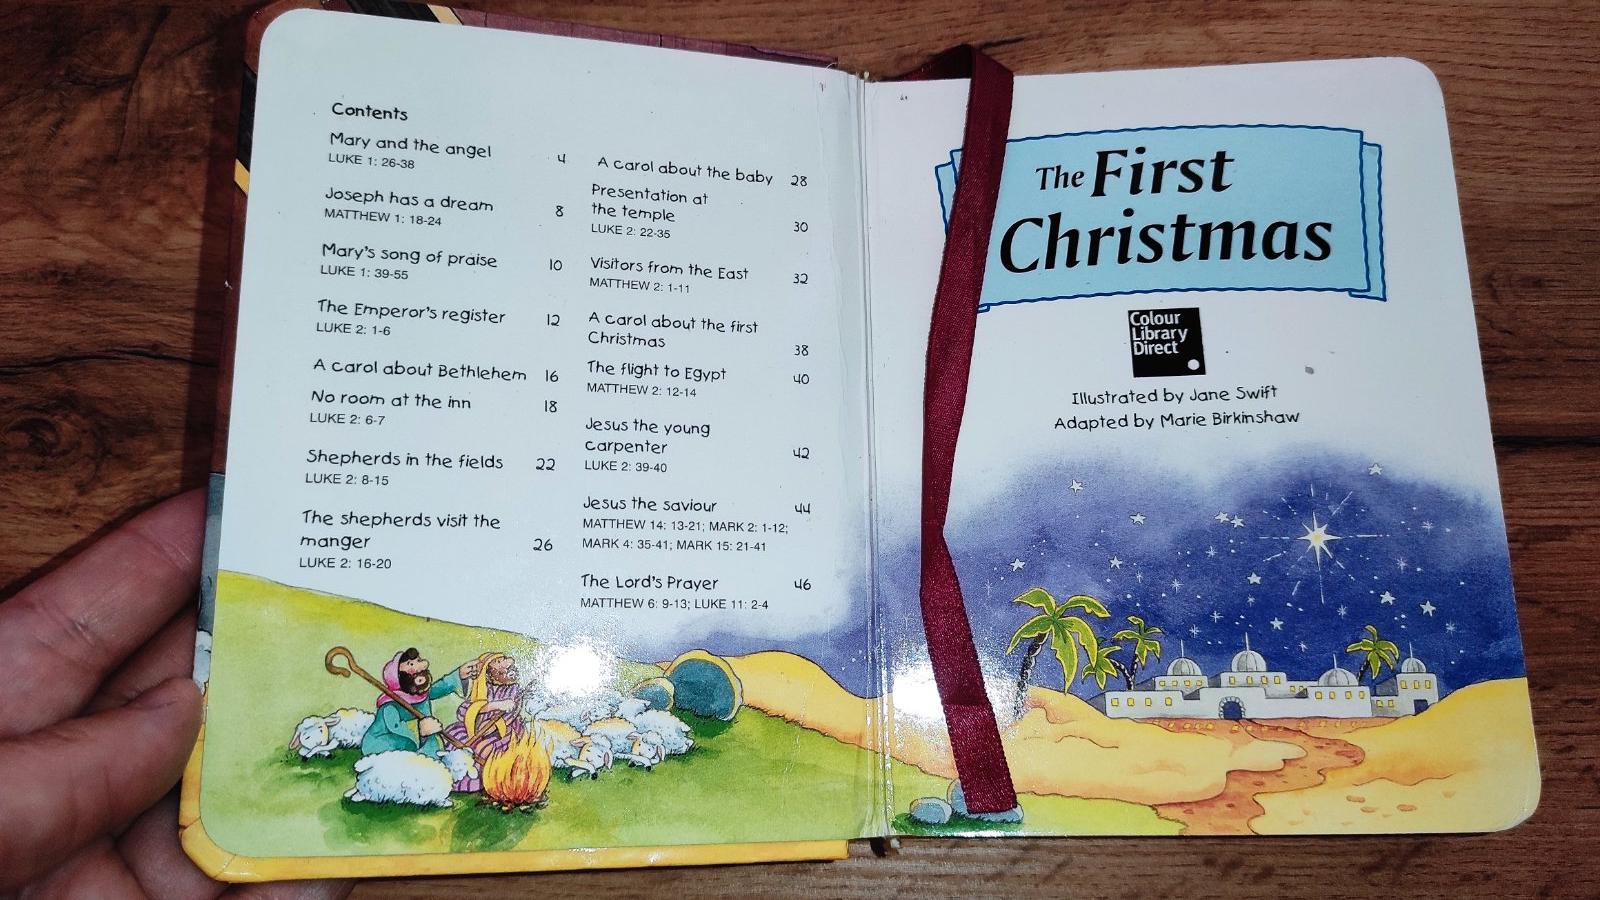 Contents
Mary and the angel 4
LUKE 1: 26-38
Joseph has a dream 8
MATTHEW 1: 18-24
Mary's song of praise 10
LUKE 1: 39-55
The Emperor's register 12
LUKE 2: 1-6
A carol about Bethlehem 16
No room at the inn 18
LUKE 2: 6-7
Shepherds in the fields 22
LUKE 2: 8-15
The shepherds visit the
manger 26
LUKE 2: 16-20
A carol about the baby 28
Presentation at
the temple 30
LUKE 2: 22-35
Visitors from the East 32
MATTHEW 2: 1-11
A carol about the first
Christmas 38
The flight to Egypt 40
MATTHEW 2: 12-14
Jesus the young
carpenter 42
LUKE 2: 39-40
Jesus the saviour 44
MATTHEW 14: 13-21; MARK 2: 1-12;
MARK 4: 35-41; MARK 15: 21-41
The Lord's Prayer 46
MATTHEW 6: 9-13; LUKE 11: 2-4
The First
Christmas
Colour
Library
Direct
Illustrated by Jane Swift
Adapted by Marie Birkinshaw